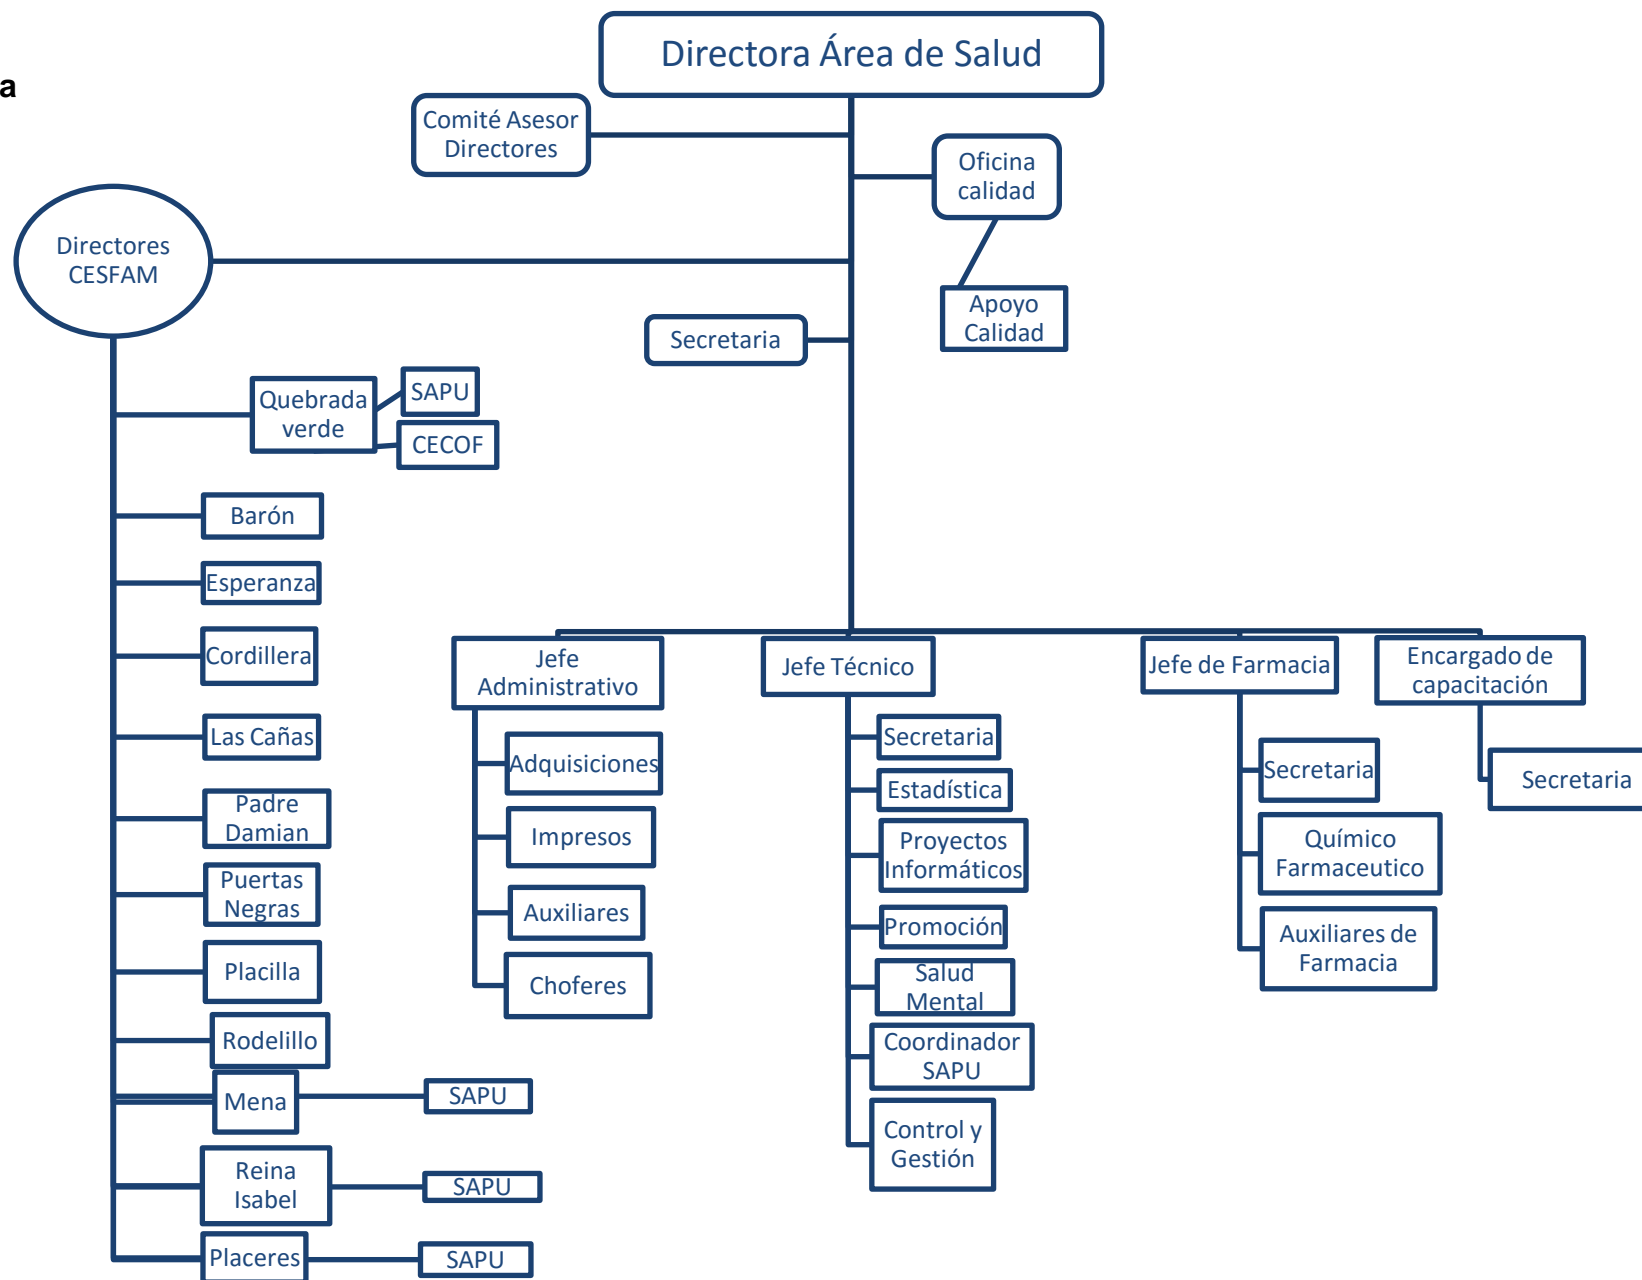 Directora Área de Salud
a
Comité Asesor
Directores
Oficina
calidad
Directores
CESFAM
Apoyo
Calidad
Secretaria
Quebrada
verde
SAPU
CECOF
Barón
Esperanza
Cordillera
Las Cañas
Padre
Damian
Puertas
Negras
Placilla
Rodelillo
Mena
SAPU
Reina
Isabel
SAPU
Placeres
SAPU
Jefe
Administrativo
Adquisiciones
Impresos
Auxiliares
Choferes
Jefe Técnico
Secretaria
Estadística
Proyectos
Informáticos
Promoción
Salud
Mental
Coordinador
SAPU
Control y
Gestión
Jefe de Farmacia
Secretaria
Químico
Farmaceutico
Auxiliares de
Farmacia
Encargado de
capacitación
Secretaria